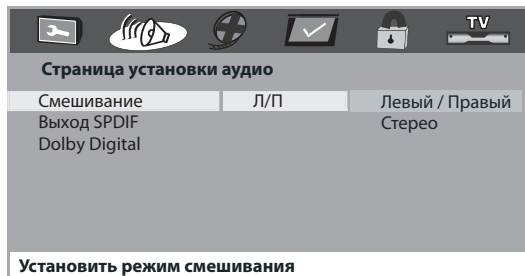 TV
Страница установки аудио
Смешивание Л/П Левый / Правый
Выход SPDIF Стерео
Dolby Digital
Установить режим смешивания